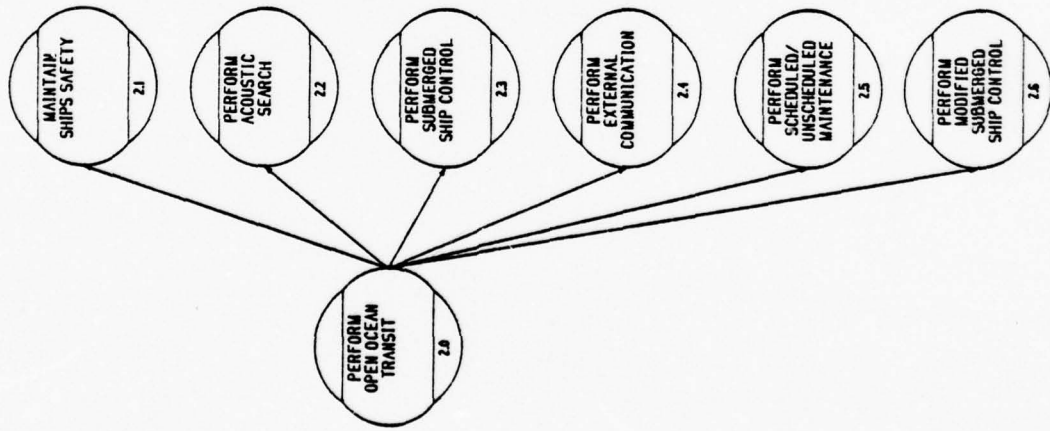 PERFORM
OPEN OCEAN
TRANSIT
2.0
MAINTAIN
SHIPS SAFETY
2.1
PERFORM
ACOUSTIC
SEARCH
2.2
PERFORM
SUBMERGED
SHIP CONTROL
2.3
PERFORM
EXTERNAL
COMMUNICATION
2.4
PERFORM
SCHEDULED/
UNSCHEDULED
MAINTENANCE
2.5
PERFORM
MODIFIED
SUBMERGED
SHIP CONTROL
2.6